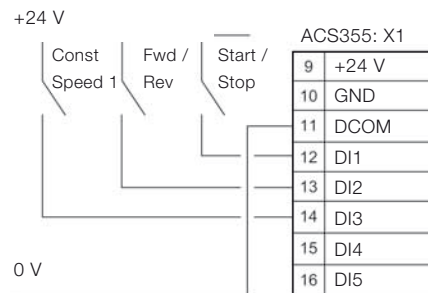 +24 V
Const Speed 1
Fwd / Rev
Start / Stop
ACS355: X1
9 +24 V
10 GND
11 DCOM
12 DI1
13 DI2
14 DI3
15 DI4
16 DI5
0 V